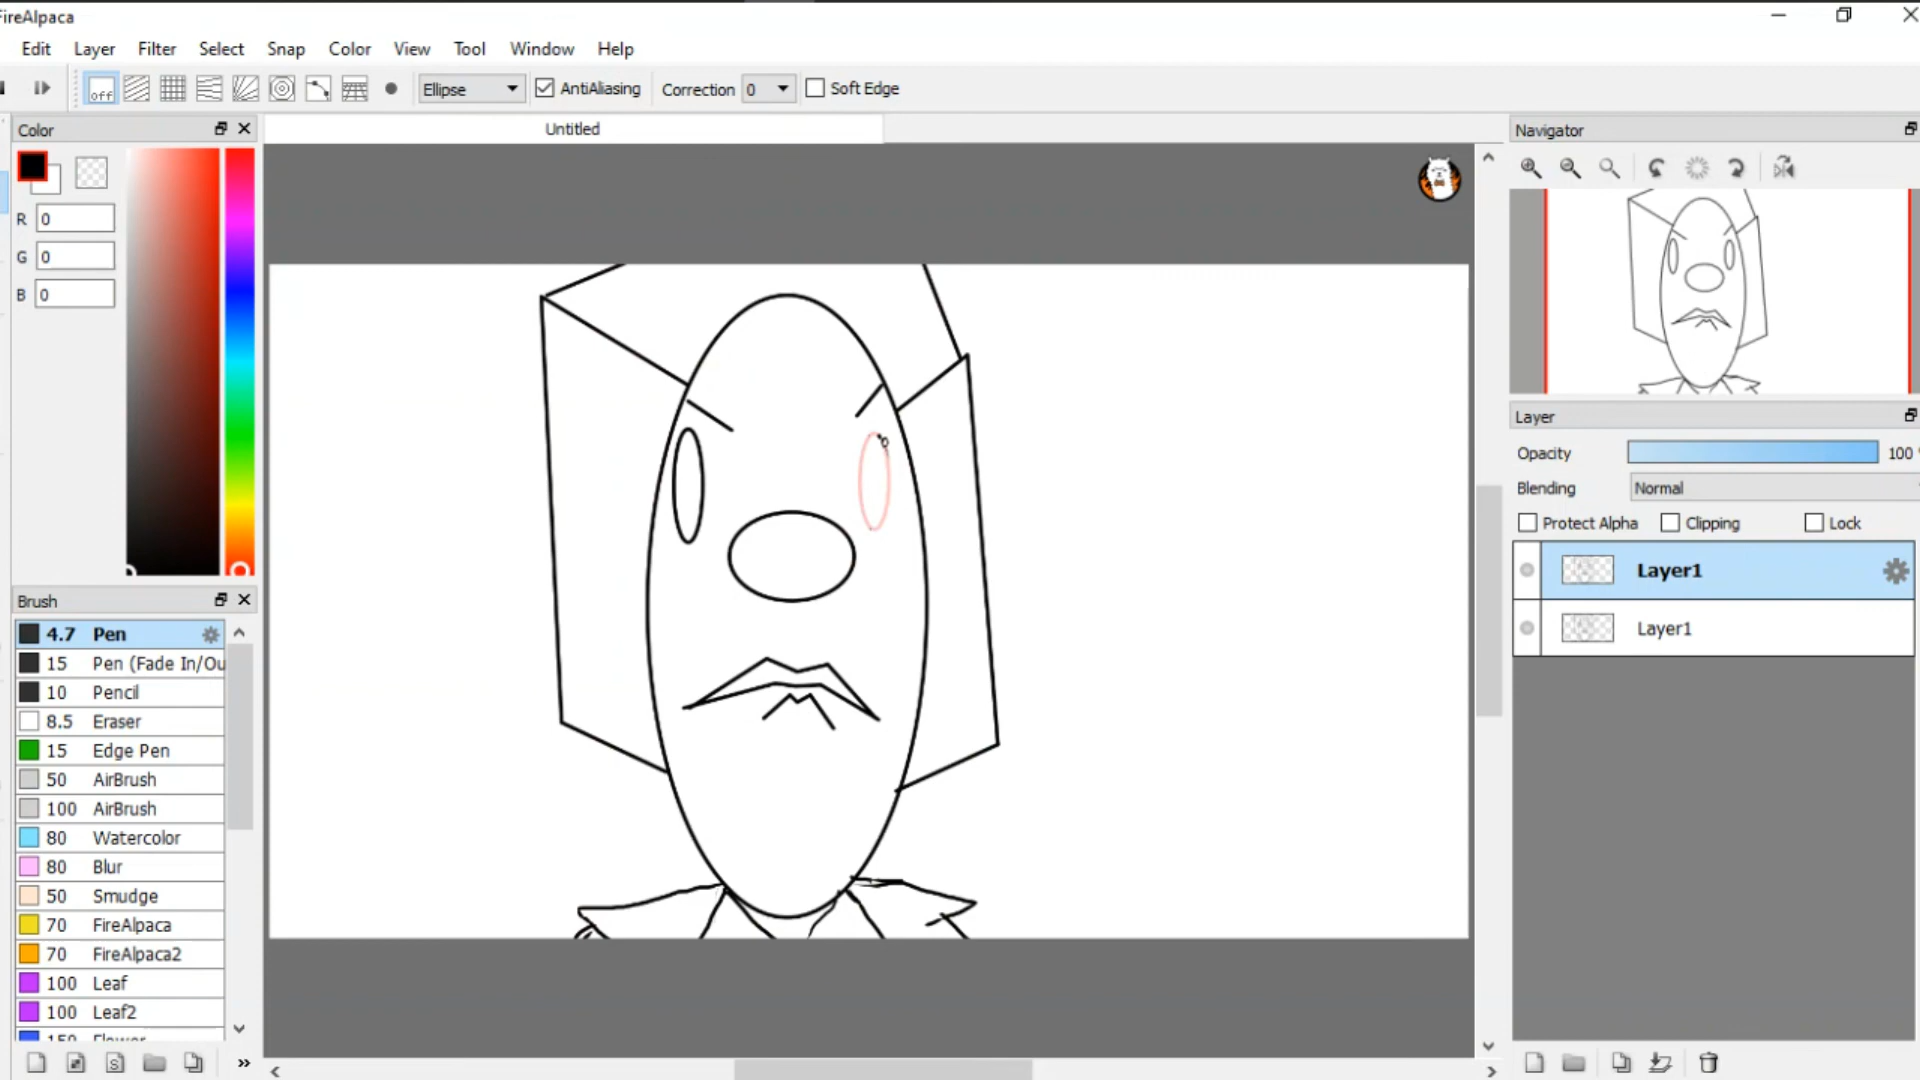 FireAlpaca
Edit Layer Filter Select Snap Color View Tool Window Help
off Ellipse AntiAliasing Correction 0 Soft Edge
Color
Untitled
Navigator
R 0
G 0
B 0
Layer
Opacity 100
Blending Normal
Protect Alpha Clipping Lock
Layer1
Layer1
Brush
4.7 Pen
15 Pen (Fade In/Ou
10 Pencil
8.5 Eraser
15 Edge Pen
50 AirBrush
100 AirBrush
80 Watercolor
80 Blur
50 Smudge
70 FireAlpaca
70 FireAlpaca2
100 Leaf
100 Leaf2
150 Flower